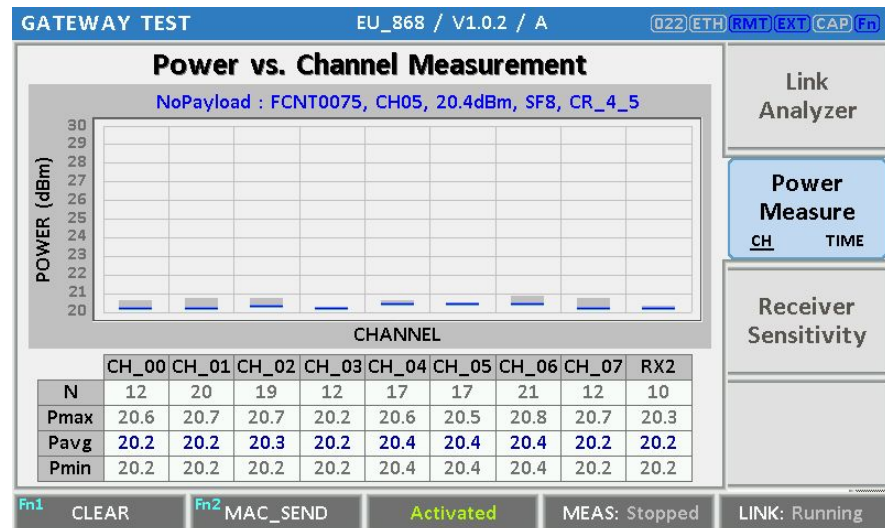 GATEWAY TEST EU_868 / V1.0.2 / A 022 ETH RMT EXT CAP Fn
Power vs. Channel Measurement
NoPayload : FCNT0075, CH05, 20.4dBm, SF8, CR_4_5
POWER (dBm)
30
29
28
27
26
25
24
23
22
21
20
CHANNEL
CH_00 CH_01 CH_02 CH_03 CH_04 CH_05 CH_06 CH_07 RX2
N 12 20 19 12 17 17 21 12 10
Pmax 20.6 20.7 20.7 20.2 20.6 20.5 20.8 20.7 20.3
Pavg 20.2 20.2 20.3 20.2 20.4 20.4 20.4 20.2 20.2
Pmin 20.2 20.2 20.2 20.2 20.4 20.4 20.4 20.2 20.2
Link
Analyzer
Power
Measure
CH TIME
Receiver
Sensitivity
Fn1 CLEAR Fn2 MAC_SEND Activated MEAS: Stopped LINK: Running